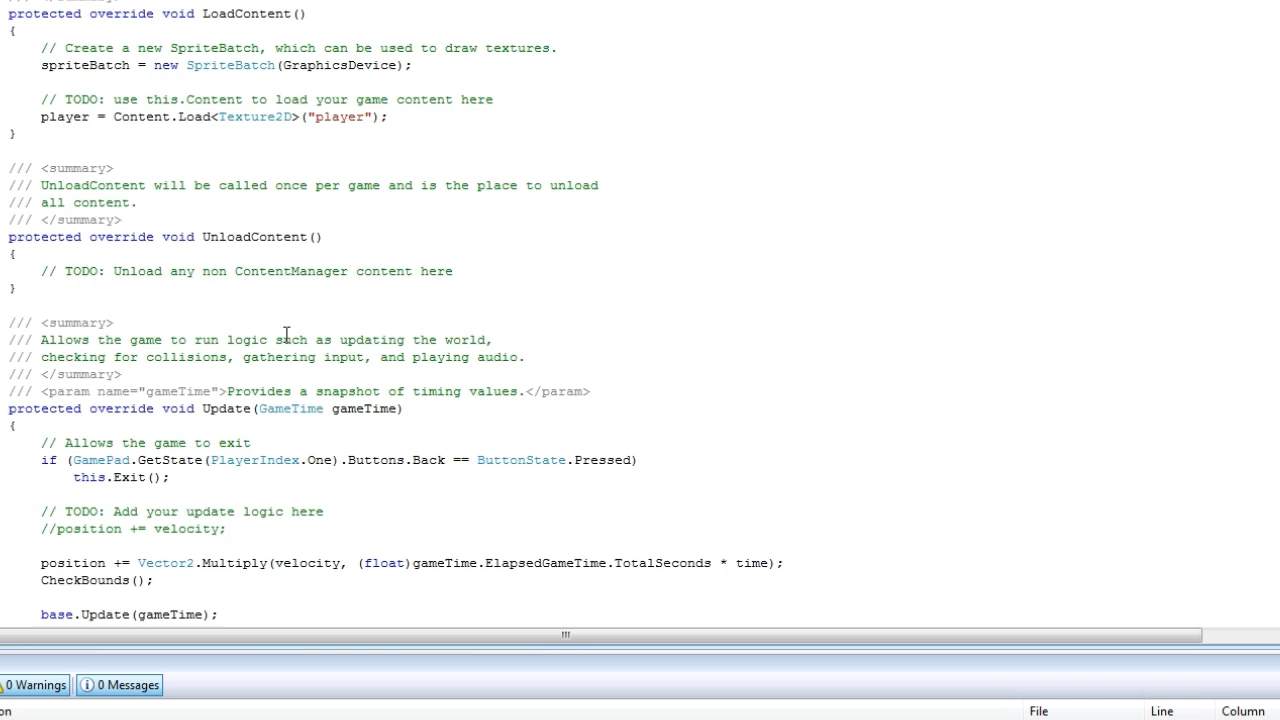 protected override void LoadContent()
{
// Create a new SpriteBatch, which can be used to draw textures.
spriteBatch = new SpriteBatch(GraphicsDevice);
// TODO: use this.Content to load your game content here
player = Content.Load<Texture2D>("player");
}
/// <summary>
/// UnloadContent will be called once per game and is the place to unload
/// all content.
/// </summary>
protected override void UnloadContent()
{
// TODO: Unload any non ContentManager content here
}
/// <summary>
/// Allows the game to run logic such as updating the world,
/// checking for collisions, gathering input, and playing audio.
/// </summary>
/// <param name="gameTime">Provides a snapshot of timing values.</param>
protected override void Update(GameTime gameTime)
{
// Allows the game to exit
if (GamePad.GetState(PlayerIndex.One).Buttons.Back == ButtonState.Pressed)
this.Exit();
// TODO: Add your update logic here
//position += velocity;
position += Vector2.Multiply(velocity, (float)gameTime.ElapsedGameTime.TotalSeconds * time);
CheckBounds();
base.Update(gameTime);
0 Warnings 0 Messages
on File Line Column